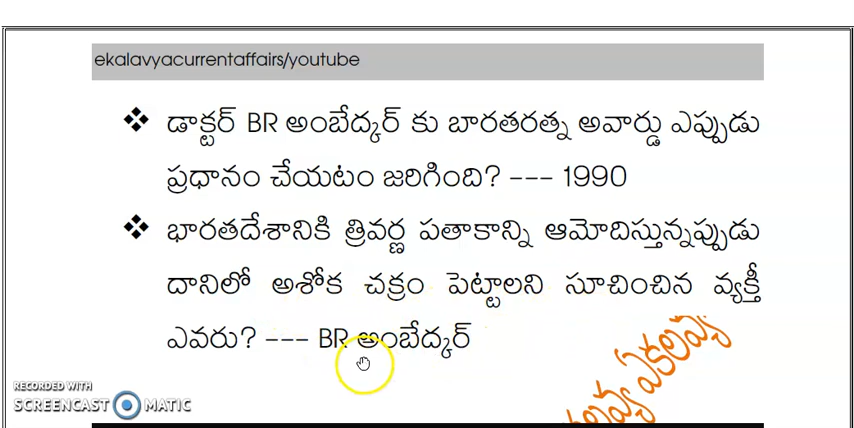 ekalavyacurrentaffairs/youtube
❖ డాక్టర్ BR అంబేద్కర్ కు బారతరత్న అవార్డు ఎప్పుడు
ప్రధానం చేయటం జరిగింది? --- 1990
❖ భారతదేశానికి త్రివర్ణ పతాకాన్ని ఆమోదిస్తున్నప్పుడు
దానిలో అశోక చక్రం పెట్టాలని సూచించిన వ్యక్తీ
ఎవరు? --- BR అంబేద్కర్
ఏకలవ్య
RECORDED WITH
SCREENCAST MATIC